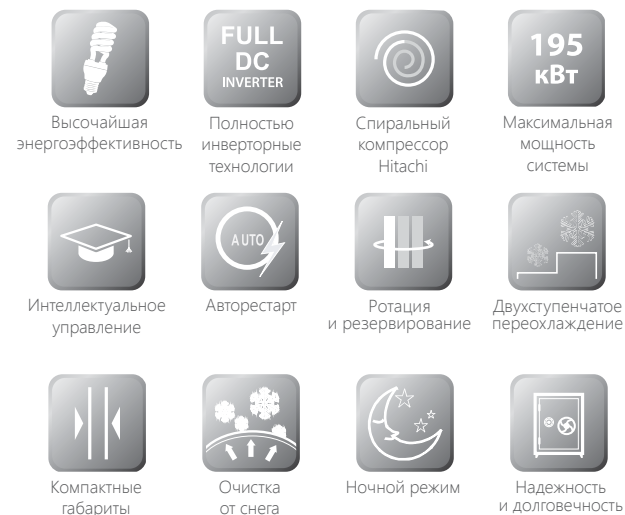 FULL
DC
INVERTER
195
кВт
Высочайшая
энергоэффективность
Полностью
инверторные
технологии
Спиральный
компрессор
Hitachi
Максимальная
мощность
системы
AUTO
Интеллектуальное
управление
Авторестарт
Ротация
и резервирование
Двухступенчатое
переохлаждение
Компактные
габариты
Очистка
от снега
Ночной режим
Надежность
и долговечность